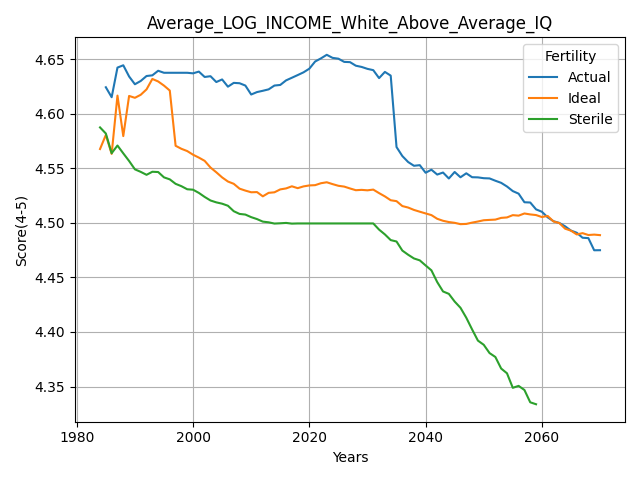 Average_LOG_INCOME_White_Above_Average_IQ
Fertility
Actual
Ideal
Sterile
Score(4-5)
4.65
4.60
4.55
4.50
4.45
4.40
4.35
1980
2000
2020
2040
2060
Years